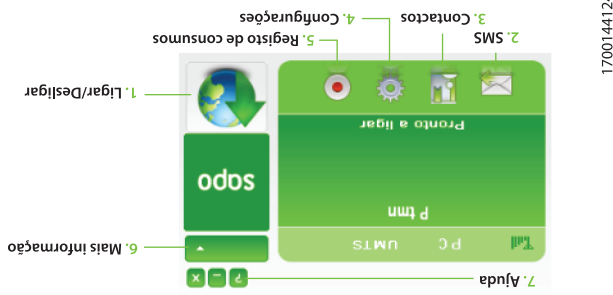 7. Ajuda
? – x
PC UMTS
6. Mais informação
P tmn
sapo
Pronto a ligar
1. Ligar/Desligar
2. SMS
5. Registo de consumos
3. Contactos
4. Configurações
170014412-